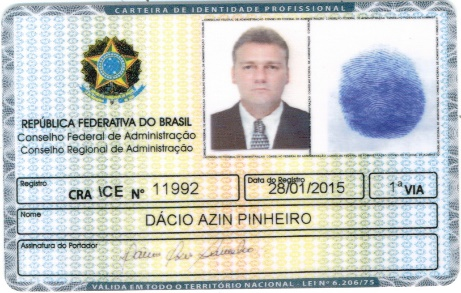 CARTEIRA DE IDENTIDADE PROFISSIONAL
REPÚBLICA FEDERATIVA DO BRASIL
Conselho Federal de Administração
Conselho Regional de Administração
Registro
CRA CE Nº 11992
Data do Registro
28/01/2015
1ª VIA
Nome
DÁCIO AZIN PINHEIRO
Assinatura do Portador
VÁLIDA EM TODO O TERRITÓRIO NACIONAL - LEI Nº 6.206/75